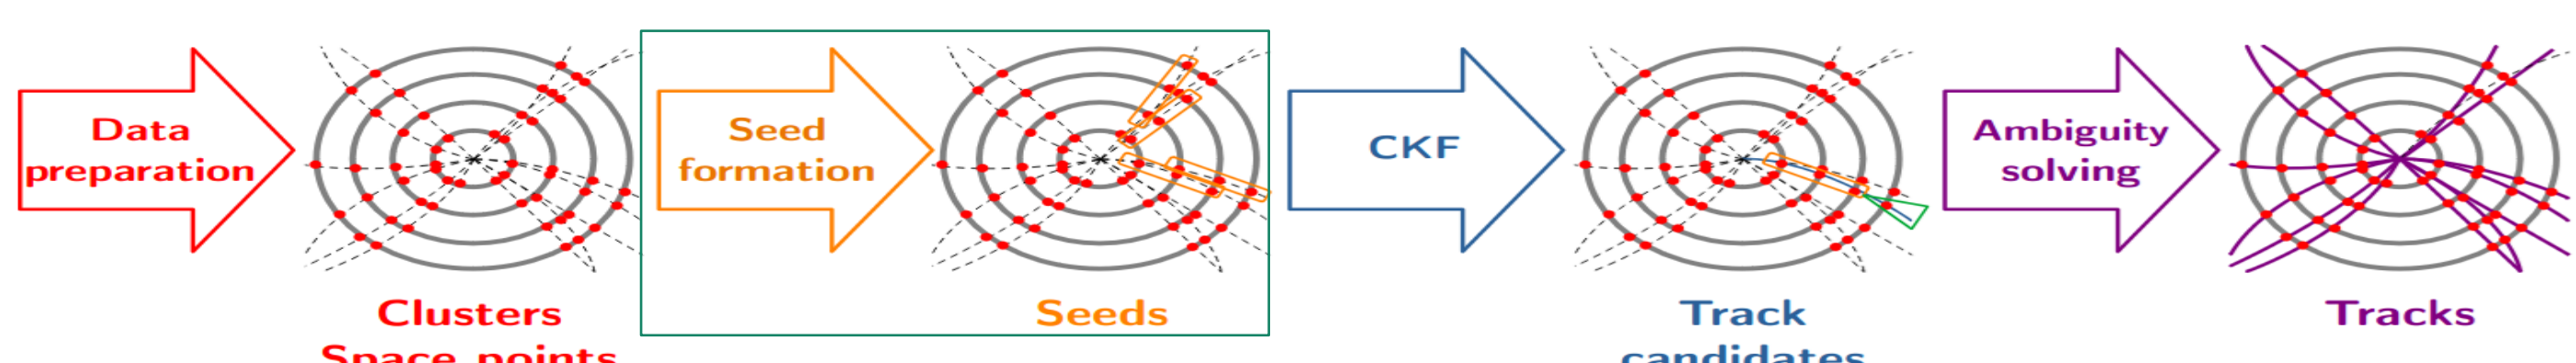 Data
preparation
Clusters
Space points
Seed
formation
Seeds
CKF
Track
candidates
Ambiguity
solving
Tracks